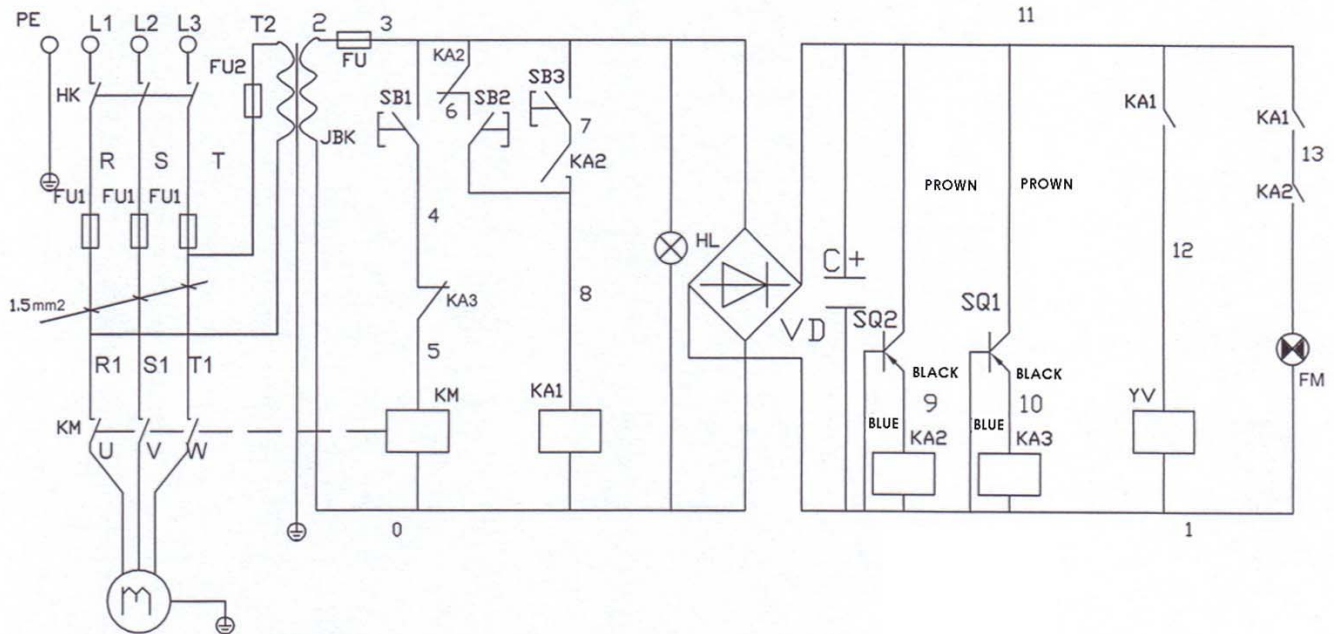 PE L1 L2 L3 T2 2 3 11
FU
FU2 KA2
HK SB1 6 SB2 SB3 KA1 KA1
JBK 7
R S T KA2 13
PROWN PROWN KA2
FU1 FU1 FU1
4
HL 12
C +
1.5mm2 KA3 8 VD SQ2 SQ1
5
R1 S1 T1 BLACK BLACK FM
KM KA1 9 10 YV
KM BLUE BLUE
U V W KA2 KA3
0 1
M